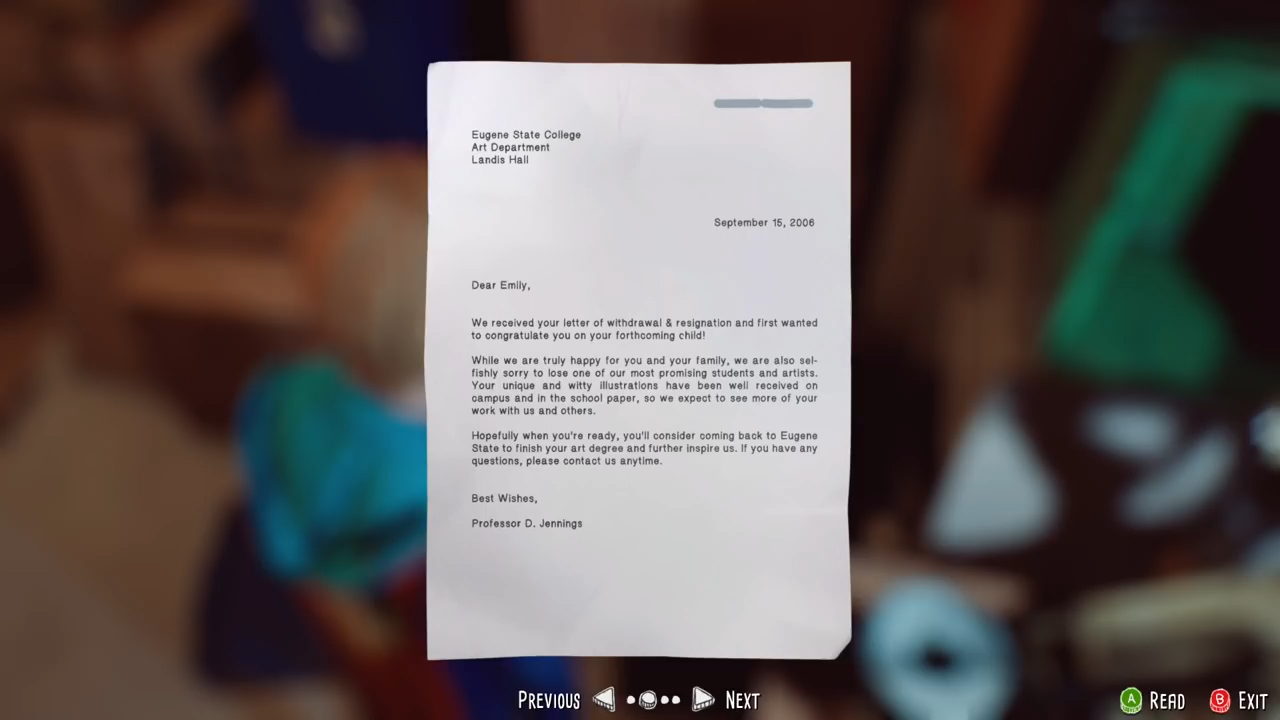 Eugene State College
Art Department
Landis Hall
September 15, 2006
Dear Emily,
We received your letter of withdrawal & resignation and first wanted
to congratulate you on your forthcoming child!
While we are truly happy for you and your family, we are also sel-
fishly sorry to lose one of our most promising students and artists.
Your unique and witty illustrations have been well received on
campus and in the school paper, so we expect to see more of your
work with us and others.
Hopefully when you're ready, you'll consider coming back to Eugene
State to finish your art degree and further inspire us. If you have any
questions, please contact us anytime.
Best Wishes,
Professor D. Jennings
PREVIOUS NEXT
A READ B EXIT